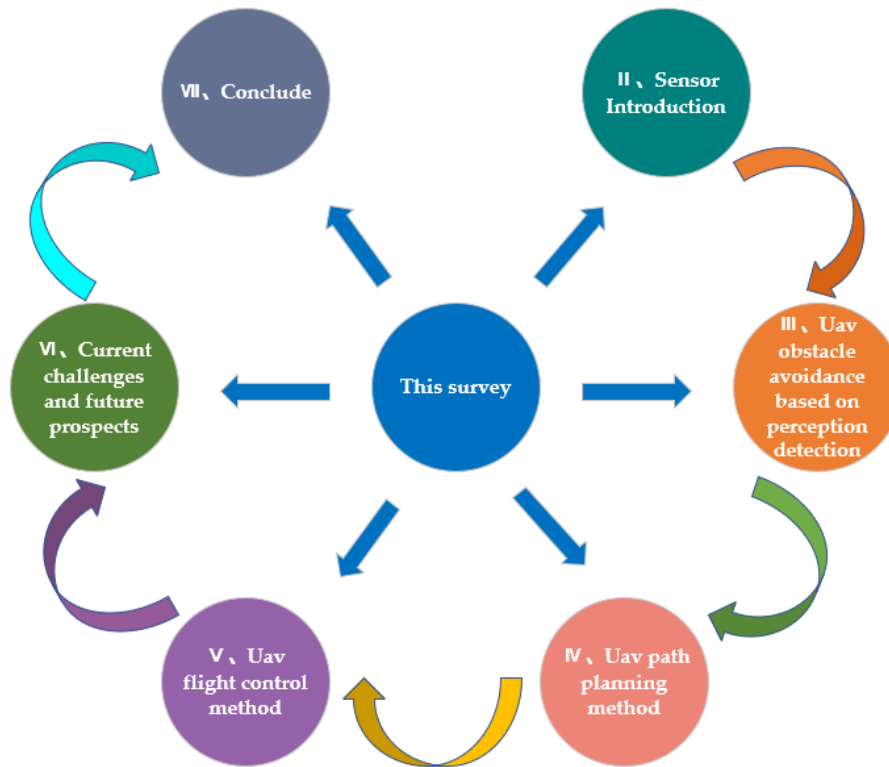 Ⅶ、Conclude
Ⅱ、Sensor
Introduction
This survey
Ⅲ、Uav
obstacle
avoidance
based on
perception
detection
Ⅳ、Uav path
planning
method
Ⅴ、Uav
flight control
method
Ⅵ、Current
challenges
and future
prospects